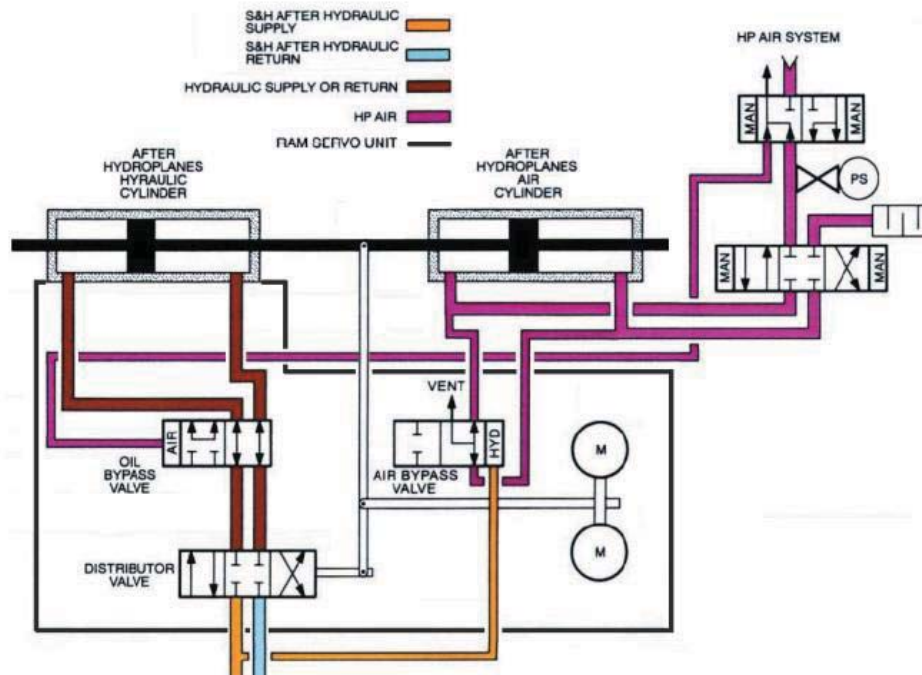 S&H AFTER HYDRAULIC
SUPPLY
S&H AFTER HYDRAULIC
RETURN
HYDRAULIC SUPPLY OR RETURN
HP AIR
RAM SERVO UNIT
HP AIR SYSTEM
MAN
MAN
PS
AFTER
HYDROPLANES
HYRAULIC
CYLINDER
AFTER
HYDROPLANES
AIR
CYLINDER
MAN
MAN
VENT
AIR
OIL
BYPASS
VALVE
HYD
AIR BYPASS
VALVE
M
M
DISTRIBUTOR
VALVE